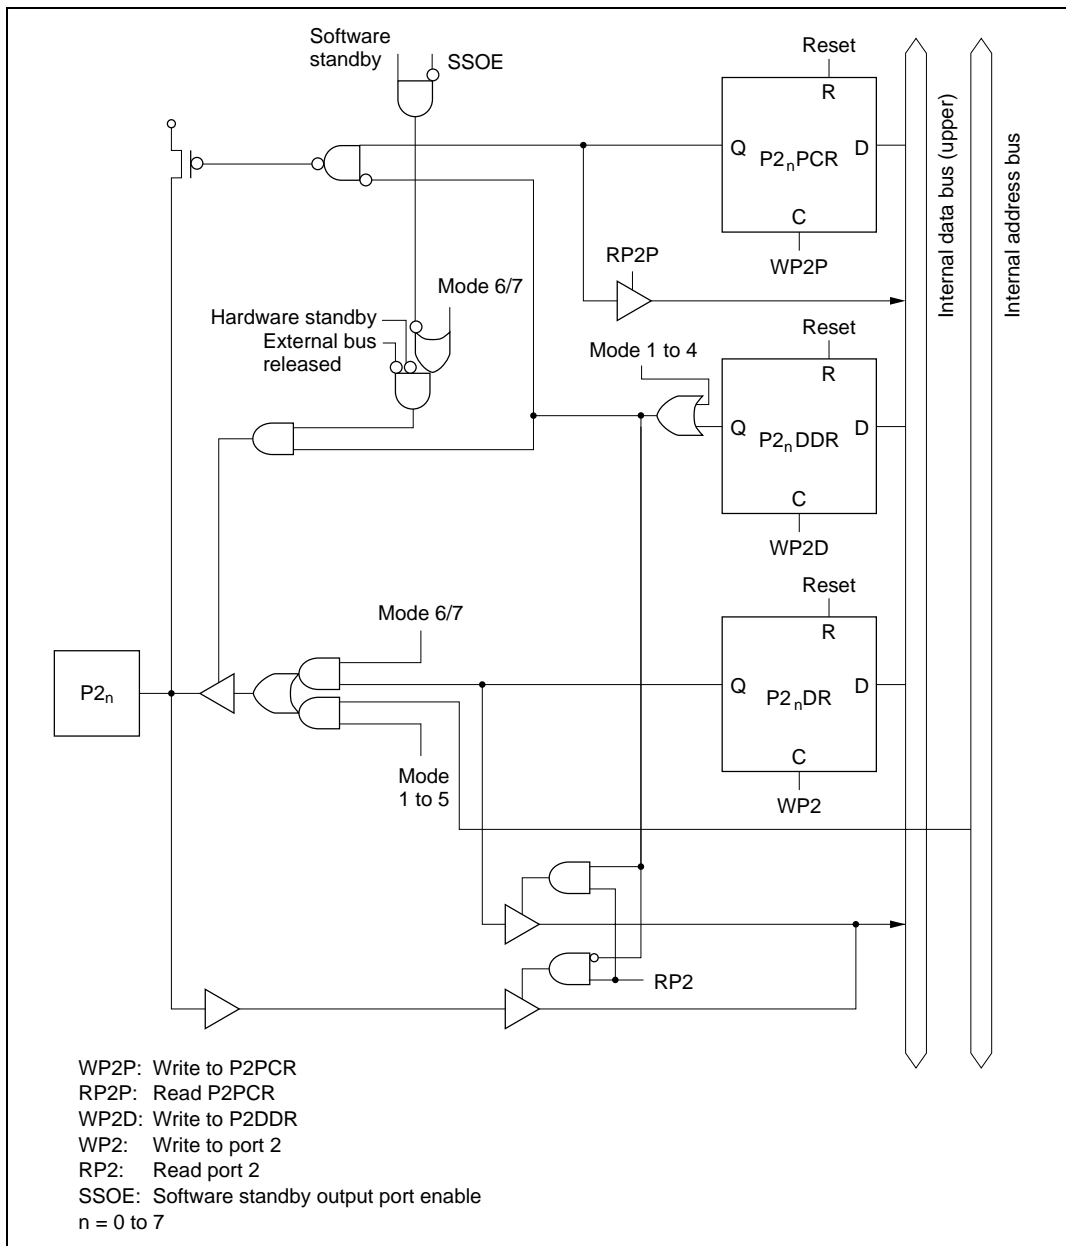 Software
standby
SSOE
Reset
R
Q
P2nPCR
D
C
WP2P
RP2P
Internal data bus (upper)
Internal address bus
Mode 6/7
Hardware standby
External bus
released
Reset
Mode 1 to 4
R
Q
P2nDDR
D
C
WP2D
Reset
Mode 6/7
R
P2n
Q
P2nDR
D
C
Mode
1 to 5
WP2
RP2
WP2P: Write to P2PCR
RP2P: Read P2PCR
WP2D: Write to P2DDR
WP2: Write to port 2
RP2: Read port 2
SSOE: Software standby output port enable
n = 0 to 7